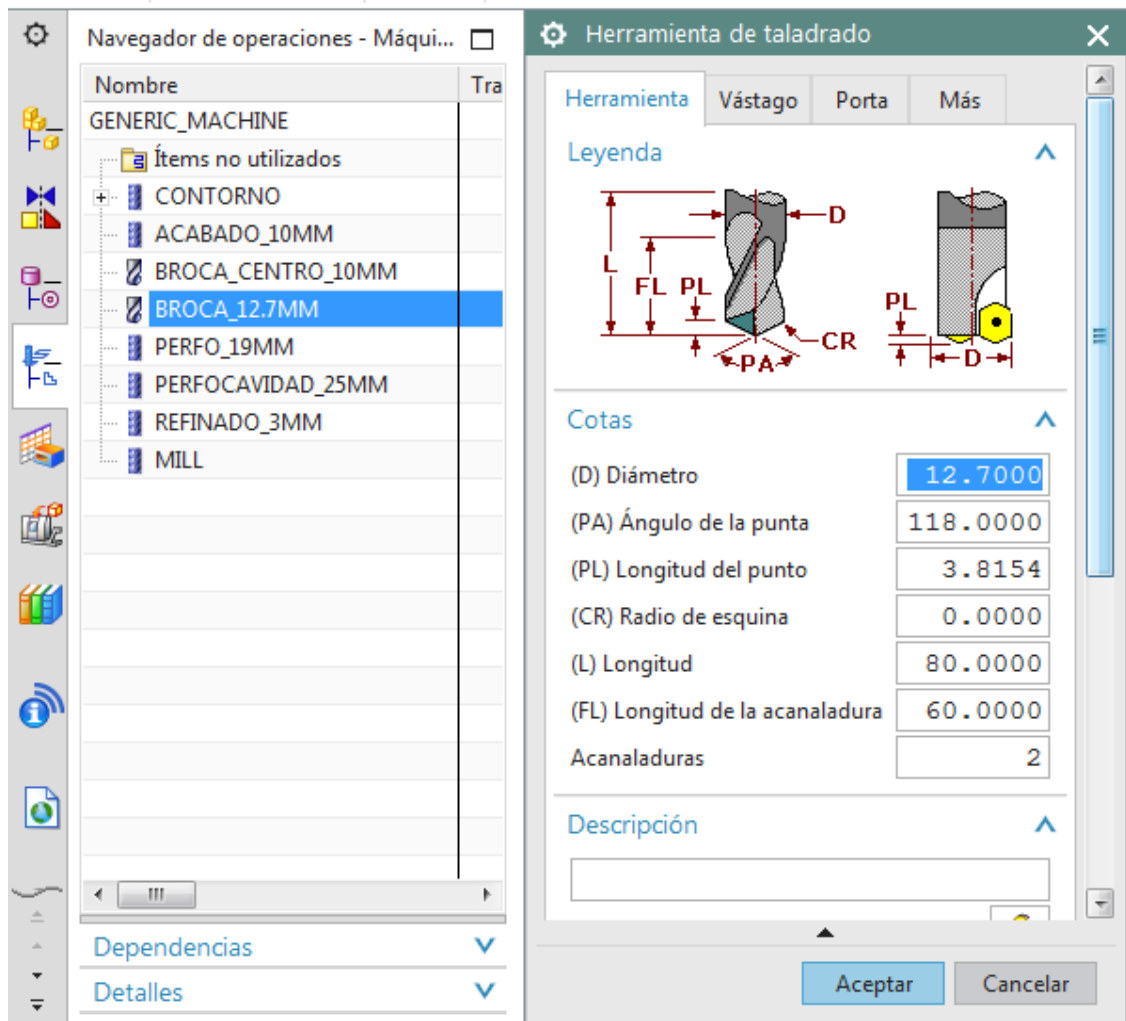 Navegador de operaciones - Máqui...
Nombre
Tra
GENERIC_MACHINE
Ítems no utilizados
CONTORNO
ACABADO_10MM
BROCA_CENTRO_10MM
BROCA_12.7MM
PERFO_19MM
PERFOCAVIDAD_25MM
REFINADO_3MM
MILL
Dependencias
Detalles
Herramienta de taladrado
Herramienta Vástago Porta Más
Leyenda
D
L
FL PL
PL
CR
PA
D
Cotas
(D) Diámetro 12.7000
(PA) Ángulo de la punta 118.0000
(PL) Longitud del punto 3.8154
(CR) Radio de esquina 0.0000
(L) Longitud 80.0000
(FL) Longitud de la acanaladura 60.0000
Acanaladuras 2
Descripción
Aceptar Cancelar